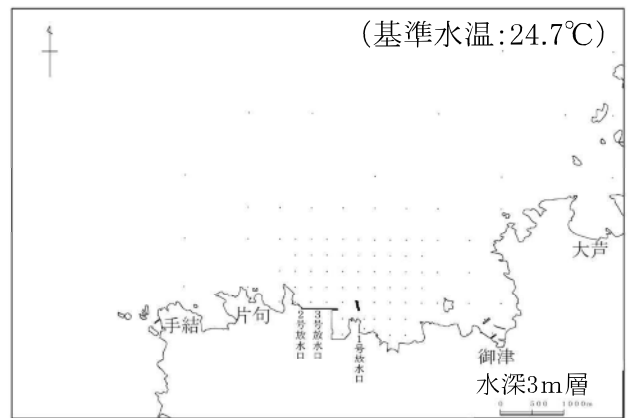 (基準水温:24.7℃)
大芦
手結
片句
2号放水口
3号放水口
1号放水口
御津
水深3m層
0 500 1000m